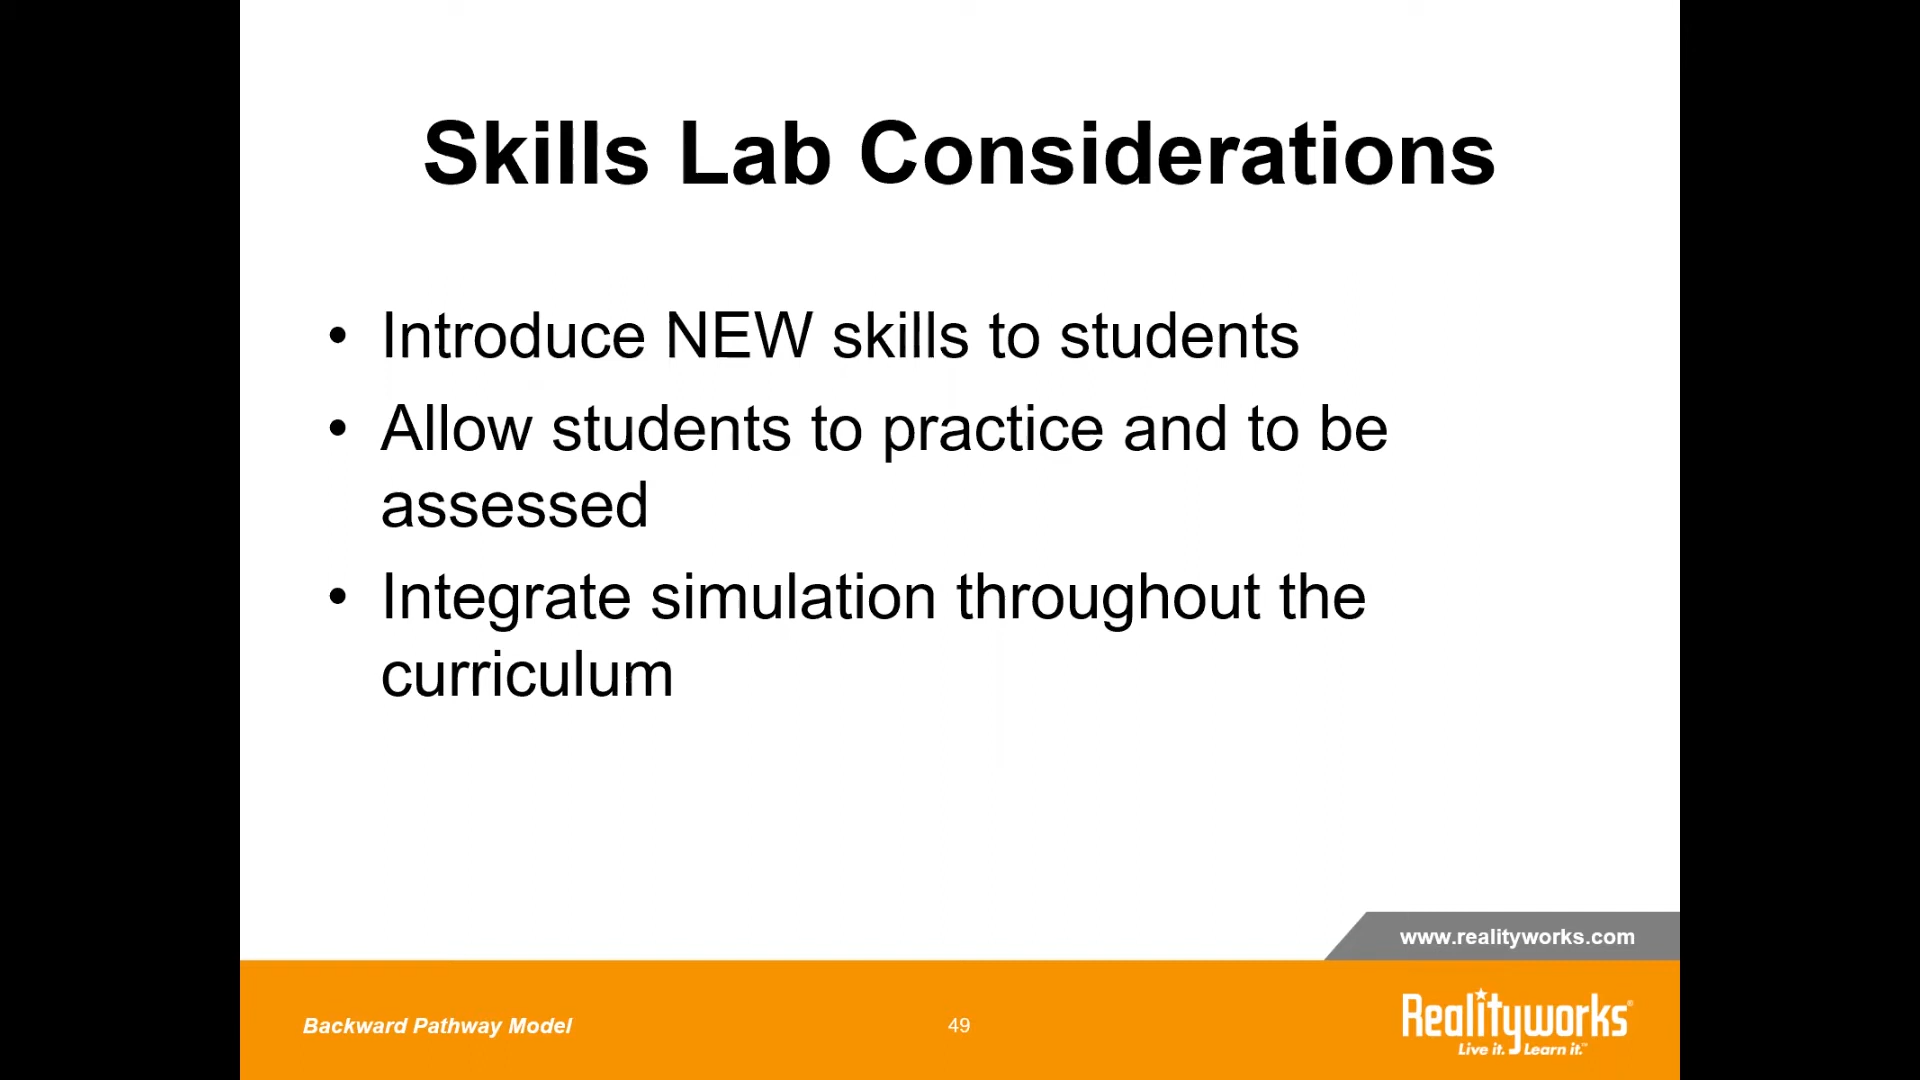 Skills Lab Considerations
• Introduce NEW skills to students
• Allow students to practice and to be
assessed
• Integrate simulation throughout the
curriculum
www.realityworks.com
Backward Pathway Model
49
Realityworks®
Live it. Learn it.™